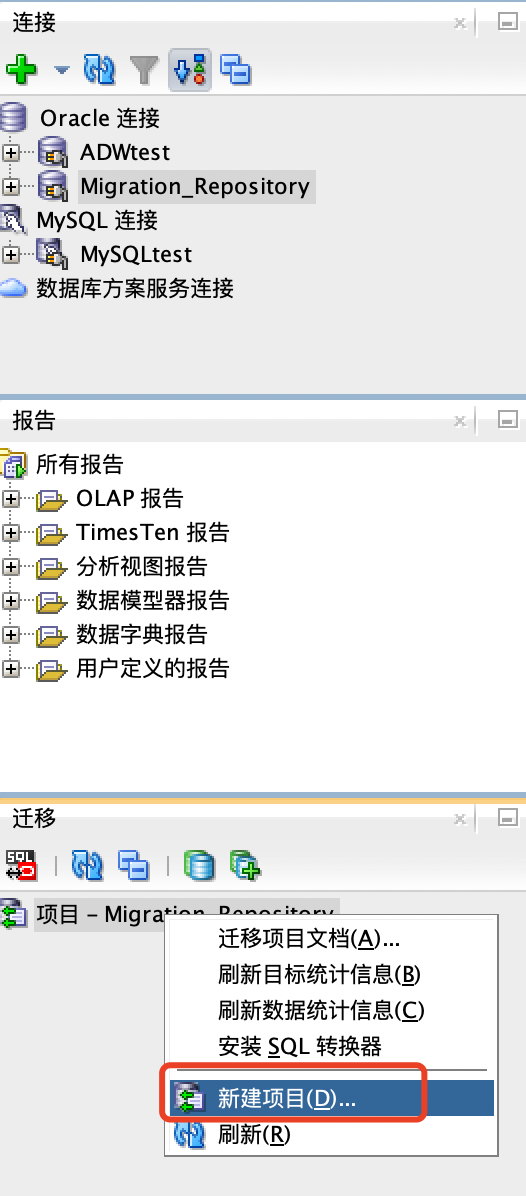 连接
Oracle 连接
ADWtest
Migration_Repository
MySQL 连接
MySQLtest
数据库方案服务连接
报告
所有报告
OLAP 报告
TimesTen 报告
分析视图报告
数据模型器报告
数据字典报告
用户定义的报告
迁移
SQL
项目 – Migration_Repository
迁移项目文档(A)...
刷新目标统计信息(B)
刷新数据统计信息(C)
安装 SQL 转换器
新建项目(D)...
刷新(R)